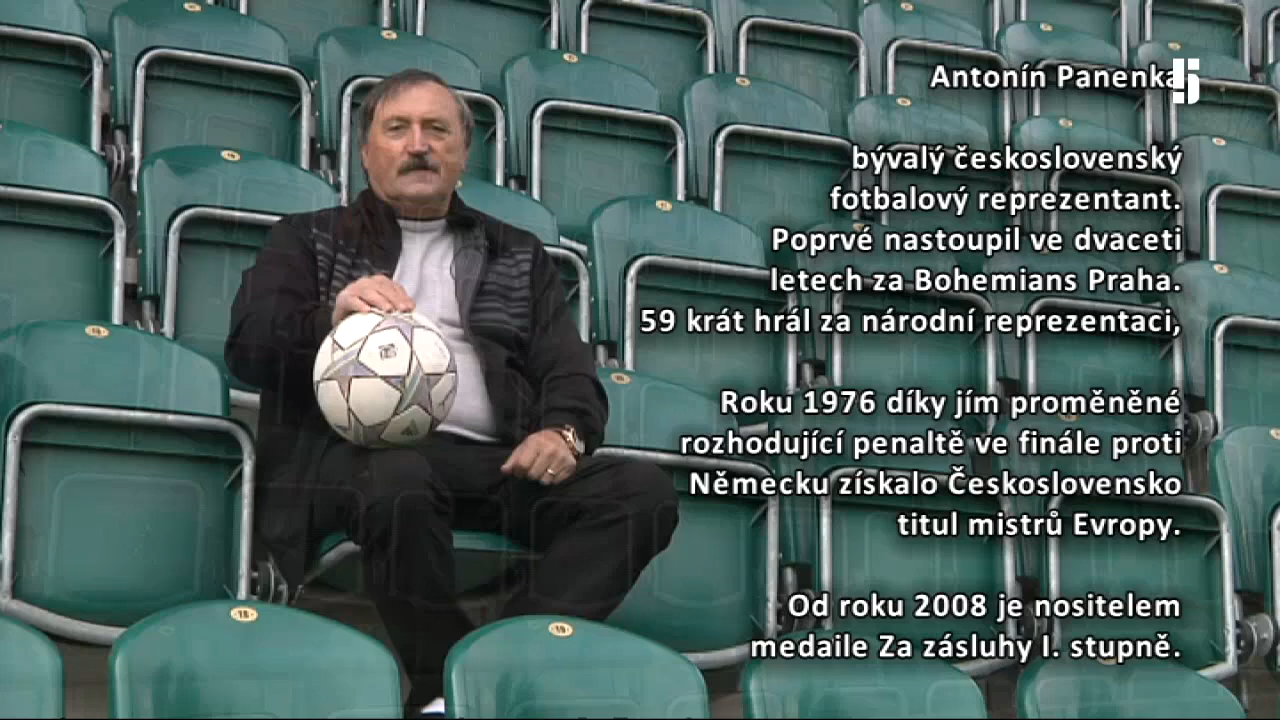 Antonín Panenka
bývalý československý
fotbalový reprezentant.
Poprvé nastoupil ve dvaceti
letech za Bohemians Praha.
59 krát hrál za národní reprezentaci,
Roku 1976 díky jím proměněné
rozhodující penaltě ve finále proti
Německu získalo Československo
titul mistrů Evropy.
Od roku 2008 je nositelem
medaile Za zásluhy I. stupně.